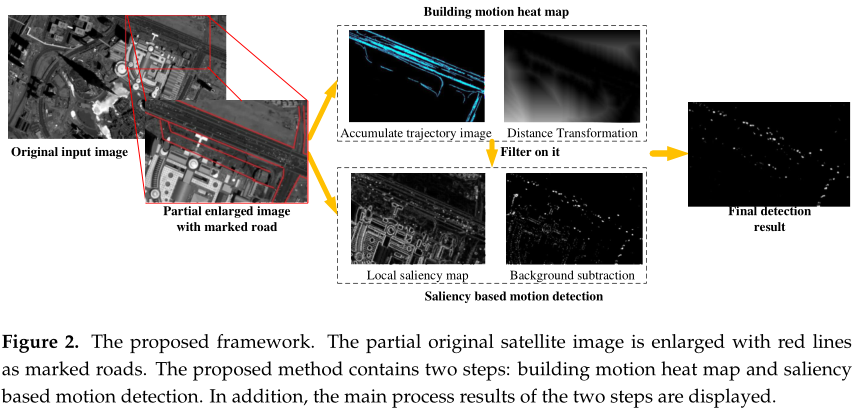 Building motion heat map
Accumulate trajectory image
Distance Transformation
Original input image
Filter on it
Partial enlarged image
with marked road
Final detection
result
Local saliency map
Background subtraction
Saliency based motion detection
Figure 2. The proposed framework. The partial original satellite image is enlarged with red lines
as marked roads. The proposed method contains two steps: building motion heat map and saliency
based motion detection. In addition, the main process results of the two steps are displayed.